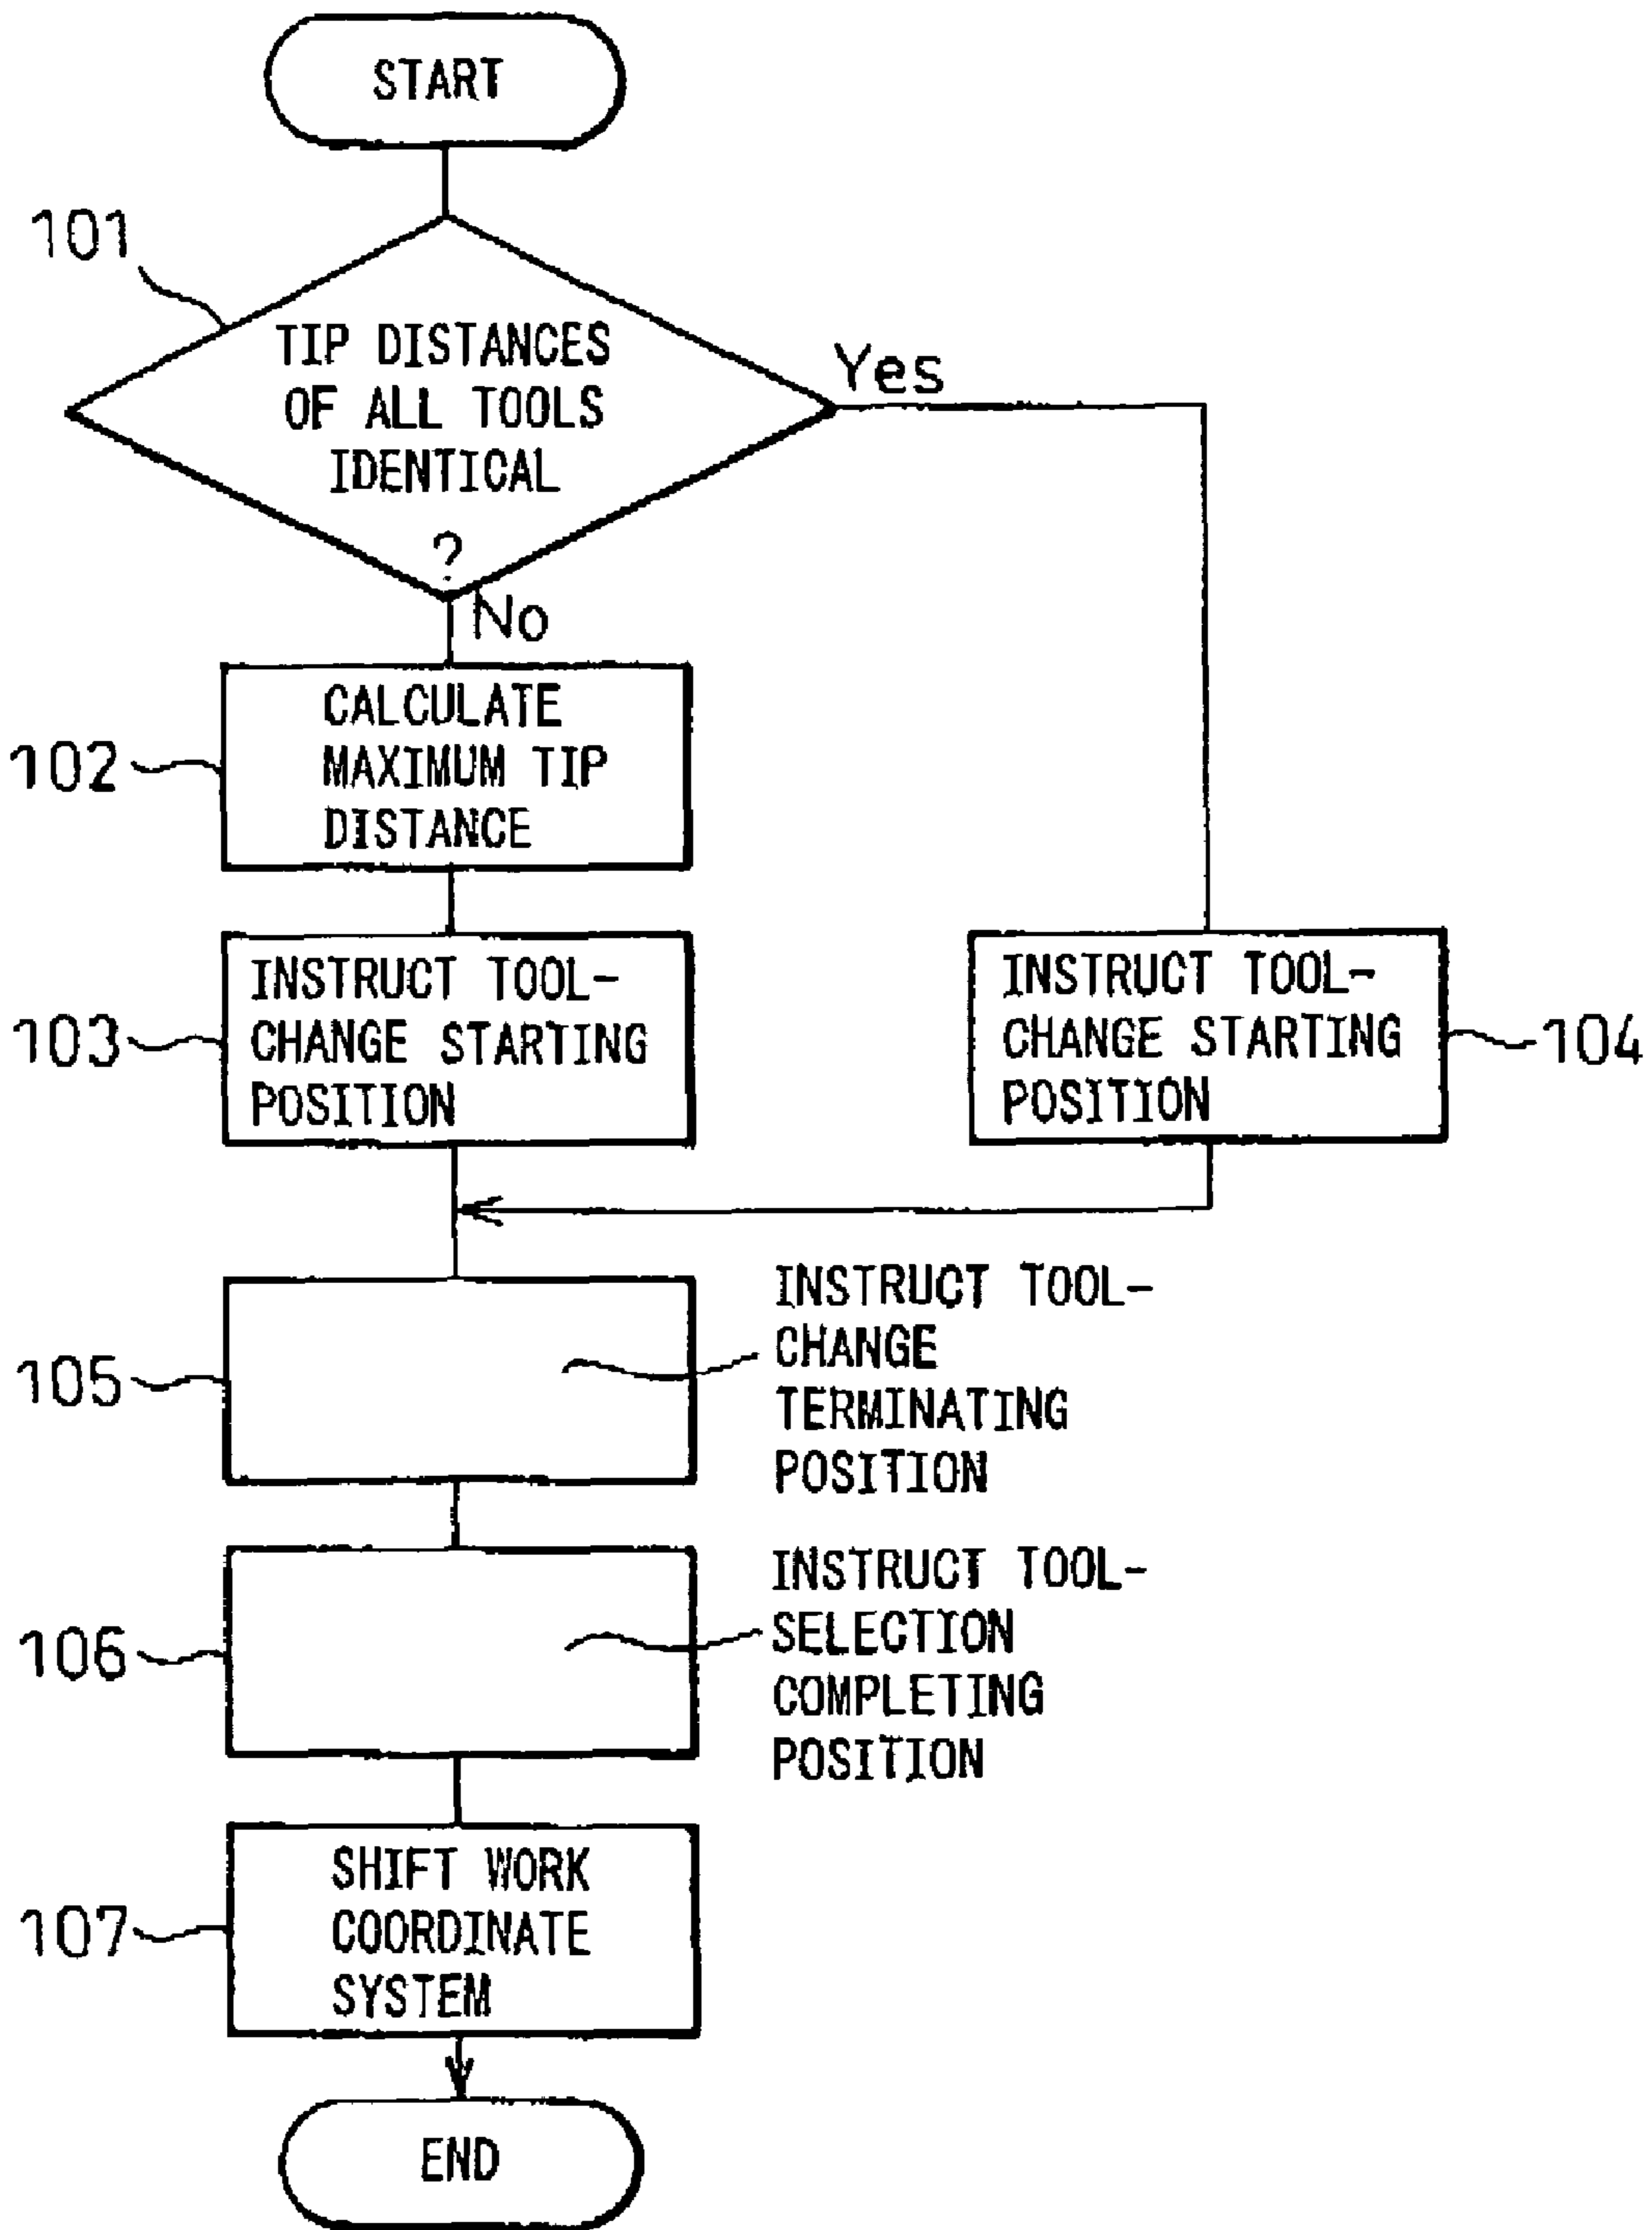 START
101
TIP DISTANCES
OF ALL TOOLS
IDENTICAL
?
Yes
No
102
CALCULATE
MAXIMUM TIP
DISTANCE
103
INSTRUCT TOOL-
CHANGE STARTING
POSITION
INSTRUCT TOOL-
CHANGE STARTING
POSITION
104
105
INSTRUCT TOOL-
CHANGE
TERMINATING
POSITION
106
INSTRUCT TOOL-
SELECTION
COMPLETING
POSITION
107
SHIFT WORK
COORDINATE
SYSTEM
END